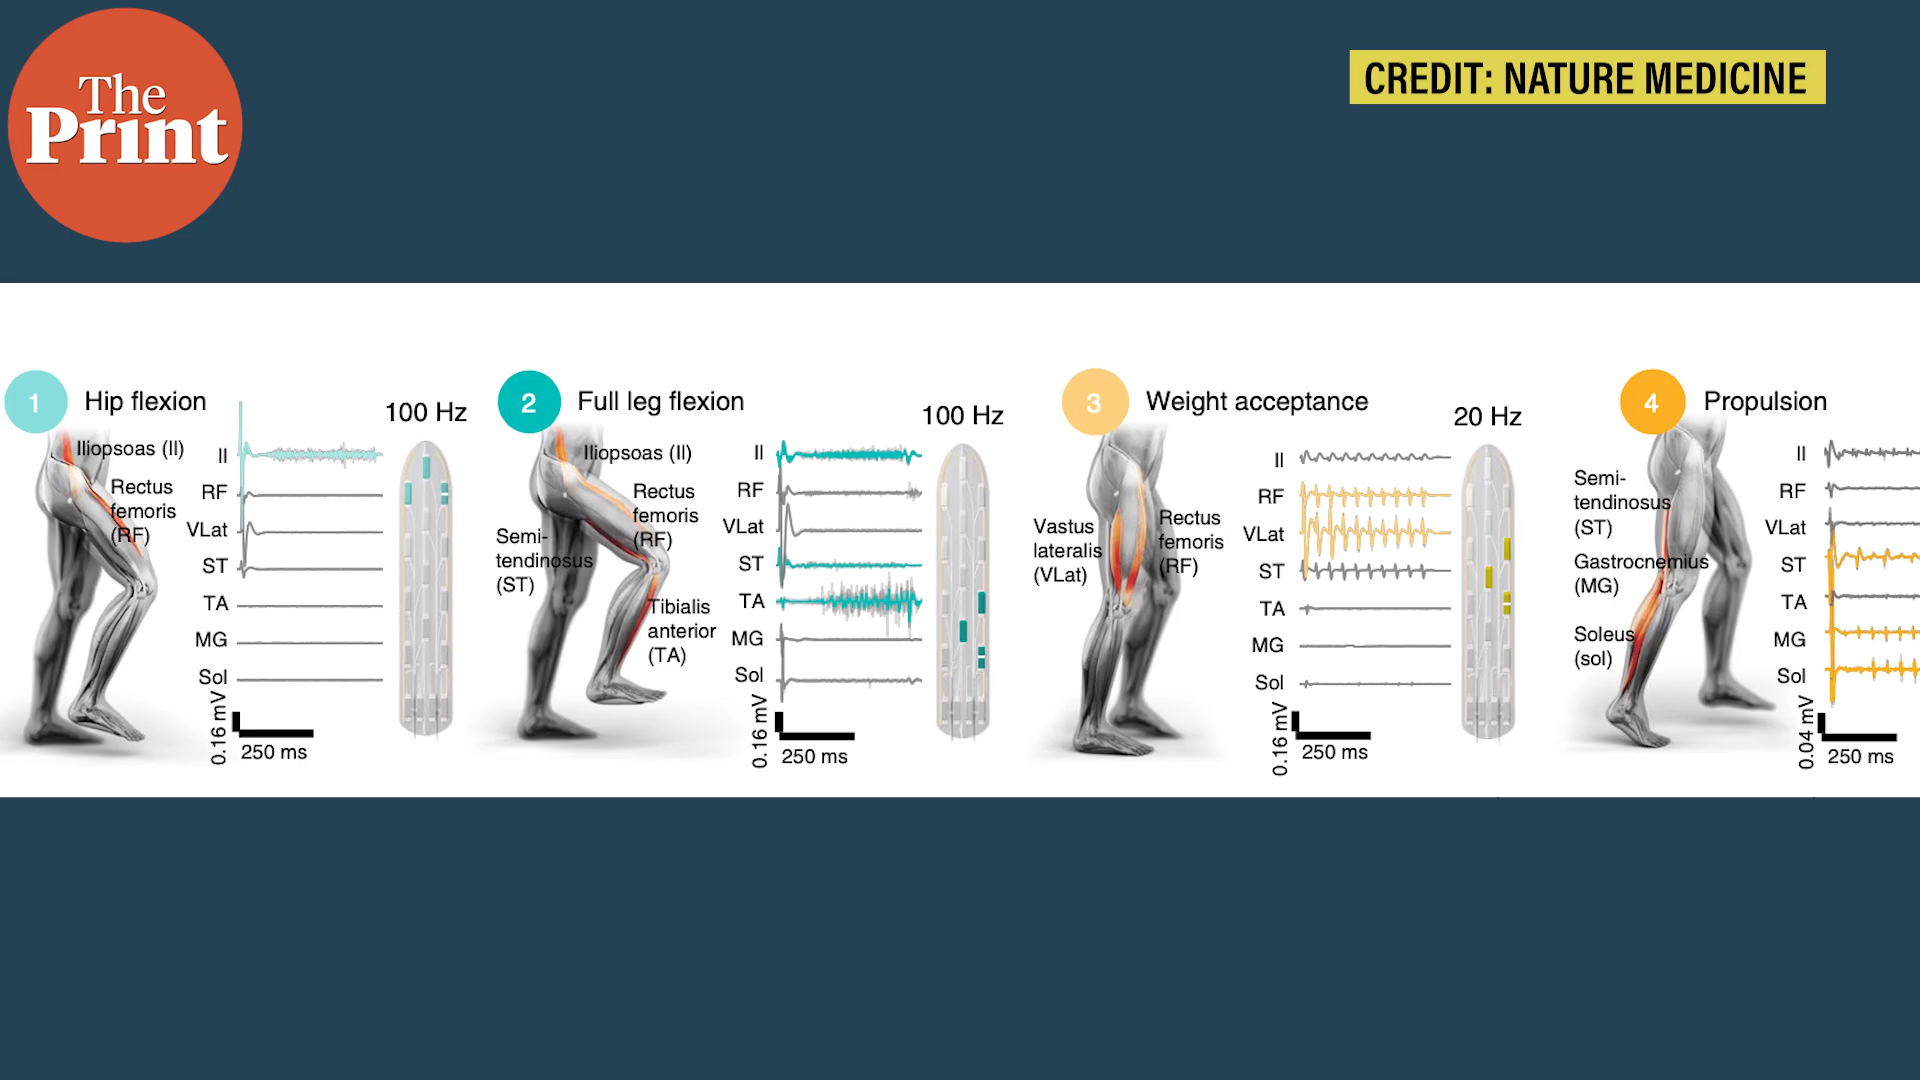 The
Print
CREDIT: NATURE MEDICINE
1
Hip flexion
100 Hz
Iliopsoas (Il)
Rectus
femoris
(RF)
Il
RF
VLat
ST
TA
MG
Sol
0.16 mV
250 ms
2
Full leg flexion
100 Hz
Iliopsoas (Il)
Rectus
femoris
(RF)
Semi-
tendinosus
(ST)
Tibialis
anterior
(TA)
Il
RF
VLat
ST
TA
MG
Sol
0.16 mV
250 ms
3
Weight acceptance
20 Hz
Vastus
lateralis
(VLat)
Rectus
femoris
(RF)
Il
RF
VLat
ST
TA
MG
Sol
0.16 mV
250 ms
4
Propulsion
Semi-
tendinosus
(ST)
Gastrocnemius
(MG)
Soleus
(sol)
Il
RF
VLat
ST
TA
MG
Sol
0.04 mV
250 ms